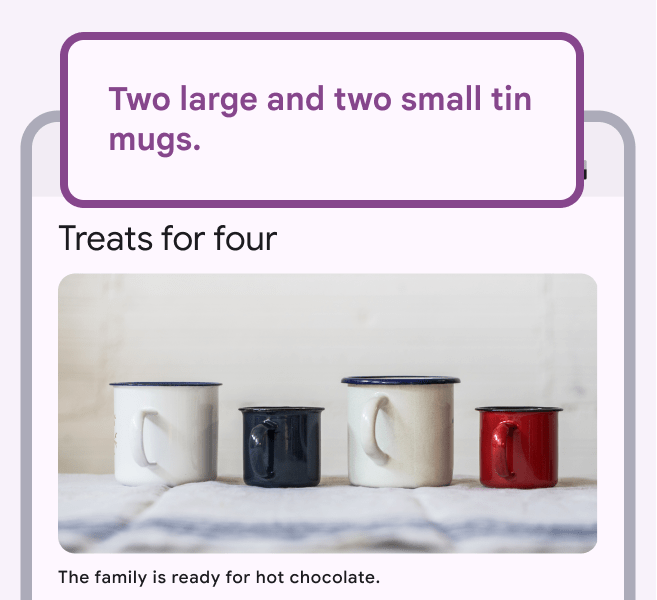 Two large and two small tin
mugs.
Treats for four
The family is ready for hot chocolate.